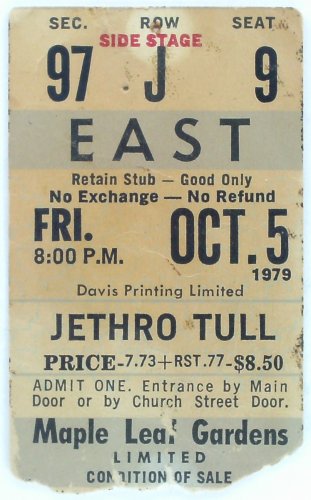 SEC. ROW SEAT
SIDE STAGE
97 J 9
EAST
Retain Stub — Good Only
No Exchange — No Refund
FRI. OCT. 5
8:00 P.M. 1979
Davis Printing Limited
JETHRO TULL
PRICE-7.73+RST.77-$8.50
ADMIT ONE. Entrance by Main
Door or by Church Street Door.
Maple Leaf Gardens
LIMITED
CONDITION OF SALE